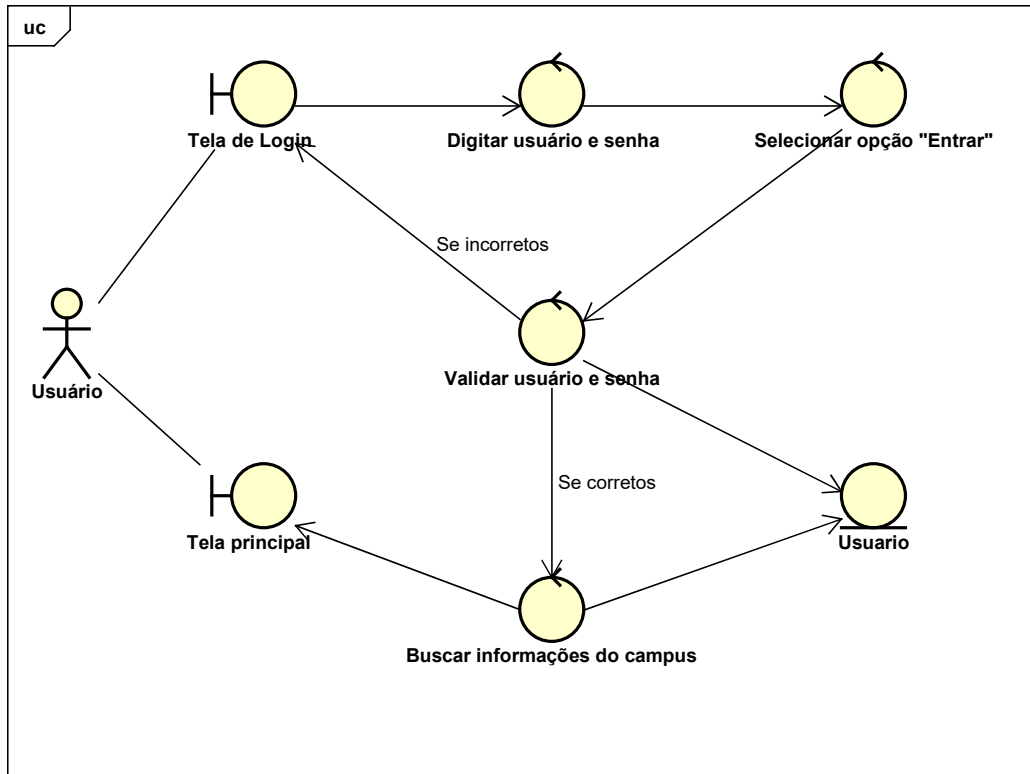 uc
Tela de Login
Digitar usuário e senha
Selecionar opção "Entrar"
Se incorretos
Usuário
Validar usuário e senha
Se corretos
Tela principal
Usuario
Buscar informações do campus